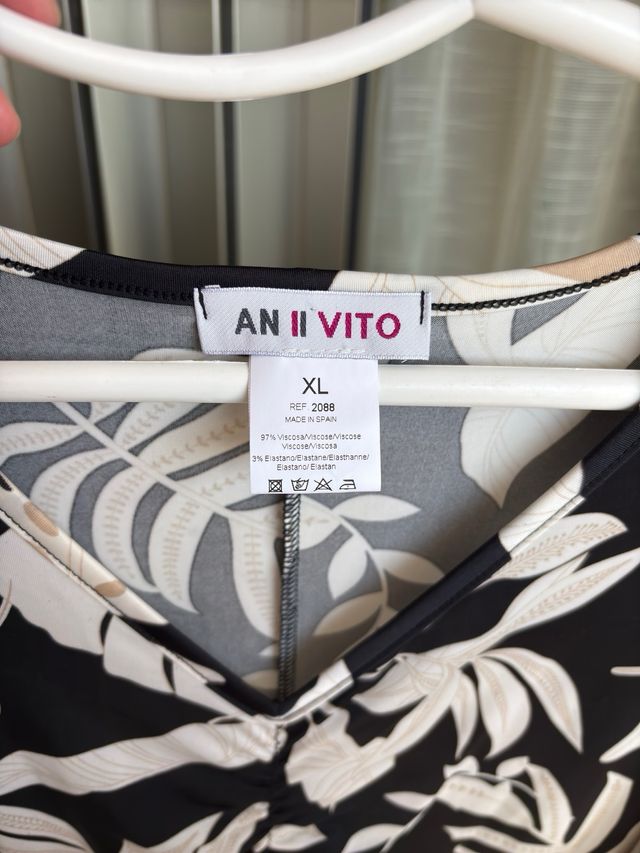 AN II VITO
XL
REF 2088
MADE IN SPAIN
97% Viscosa/Viscose/Viscose
Viscose/Viscosa
3% Elastano/Elastane/Elasthanne/
Elastano/ Elastan